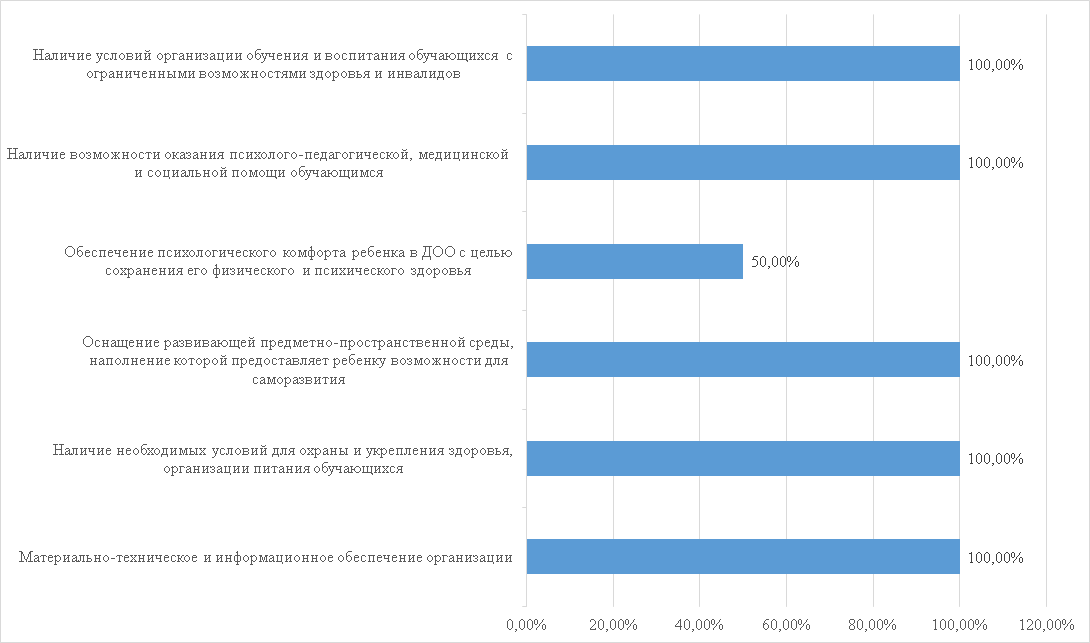 Наличие условий организации обучения и воспитания обучающихся с
ограниченными возможностями здоровья и инвалидов
100,00%
Наличие возможности оказания психолого-педагогической, медицинской
и социальной помощи обучающимся
100,00%
Обеспечение психологического комфорта ребенка в ДОО с целью
сохранения его физического и психического здоровья
50,00%
Оснащение развивающей предметно-пространственной среды,
наполнение которой предоставляет ребенку возможности для
саморазвития
100,00%
Наличие необходимых условий для охраны и укрепления здоровья,
организации питания обучающихся
100,00%
Материально-техническое и информационное обеспечение организации
100,00%
0,00% 20,00% 40,00% 60,00% 80,00% 100,00% 120,00%